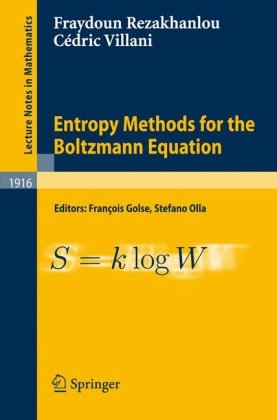 Lecture Notes in Mathematics
1916
Fraydoun Rezakhanlou
Cédric Villani
Entropy Methods for the
Boltzmann Equation
Editors: François Golse, Stefano Olla
S = k log W
Springer